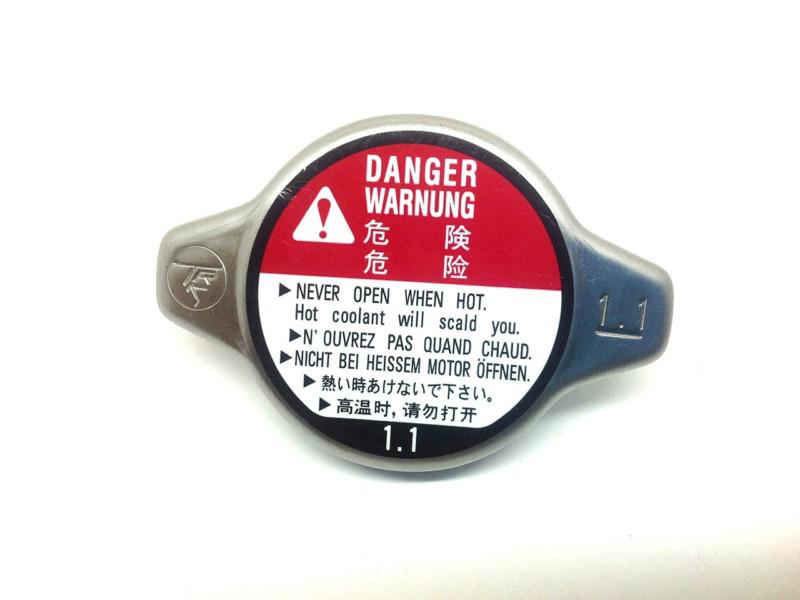 DANGER
WARNUNG
危 険
危 险
▶NEVER OPEN WHEN HOT.
Hot coolant will scald you.
▶N'OUVREZ PAS QUAND CHAUD.
▶NICHT BEI HEISSEM MOTOR ÖFFNEN.
▶熱い時あけないで下さい。
▶高温时,请勿打开
1.1
1.1